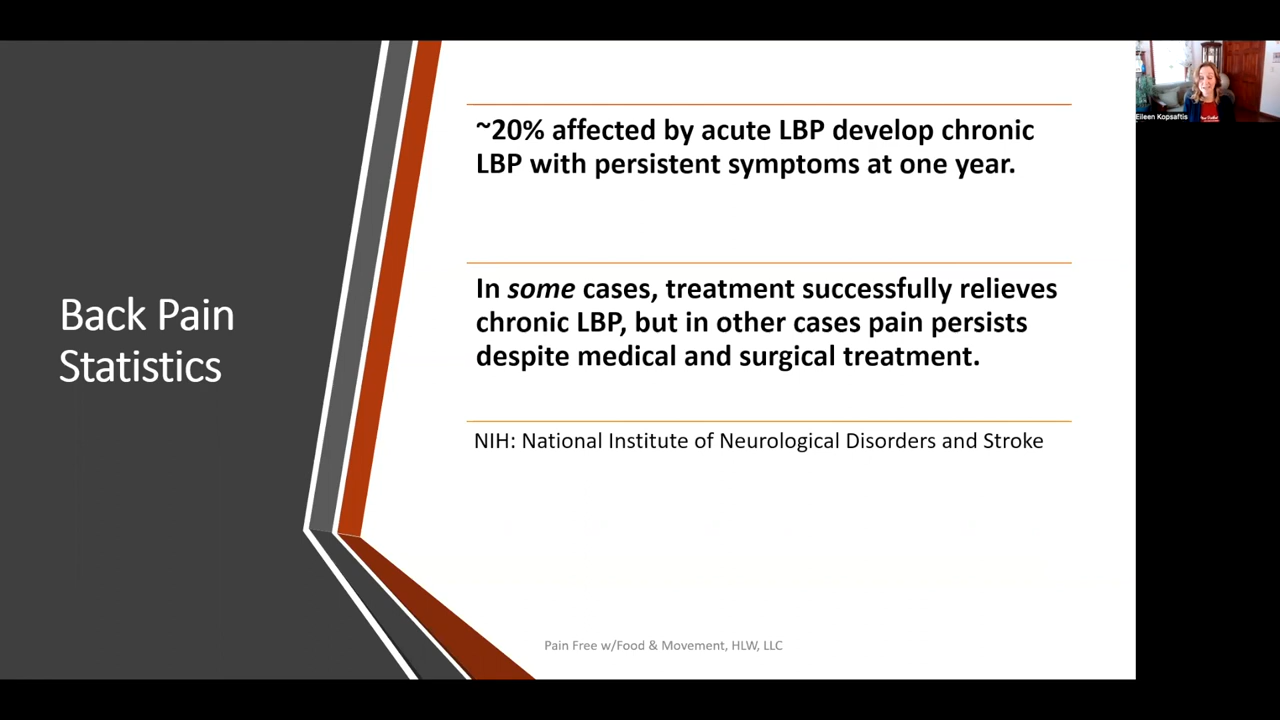 Back Pain
Statistics
~20% affected by acute LBP develop chronic
LBP with persistent symptoms at one year.
In some cases, treatment successfully relieves
chronic LBP, but in other cases pain persists
despite medical and surgical treatment.
NIH: National Institute of Neurological Disorders and Stroke
Pain Free w/Food & Movement, HLW, LLC
Eileen Kopsaftis